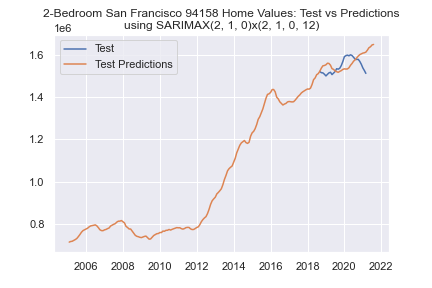 2-Bedroom San Francisco 94158 Home Values: Test vs Predictions
using SARIMAX(2, 1, 0)x(2, 1, 0, 12)
1e6
Test
Test Predictions
1.6
1.4
1.2
1.0
0.8
2006 2008 2010 2012 2014 2016 2018 2020 2022